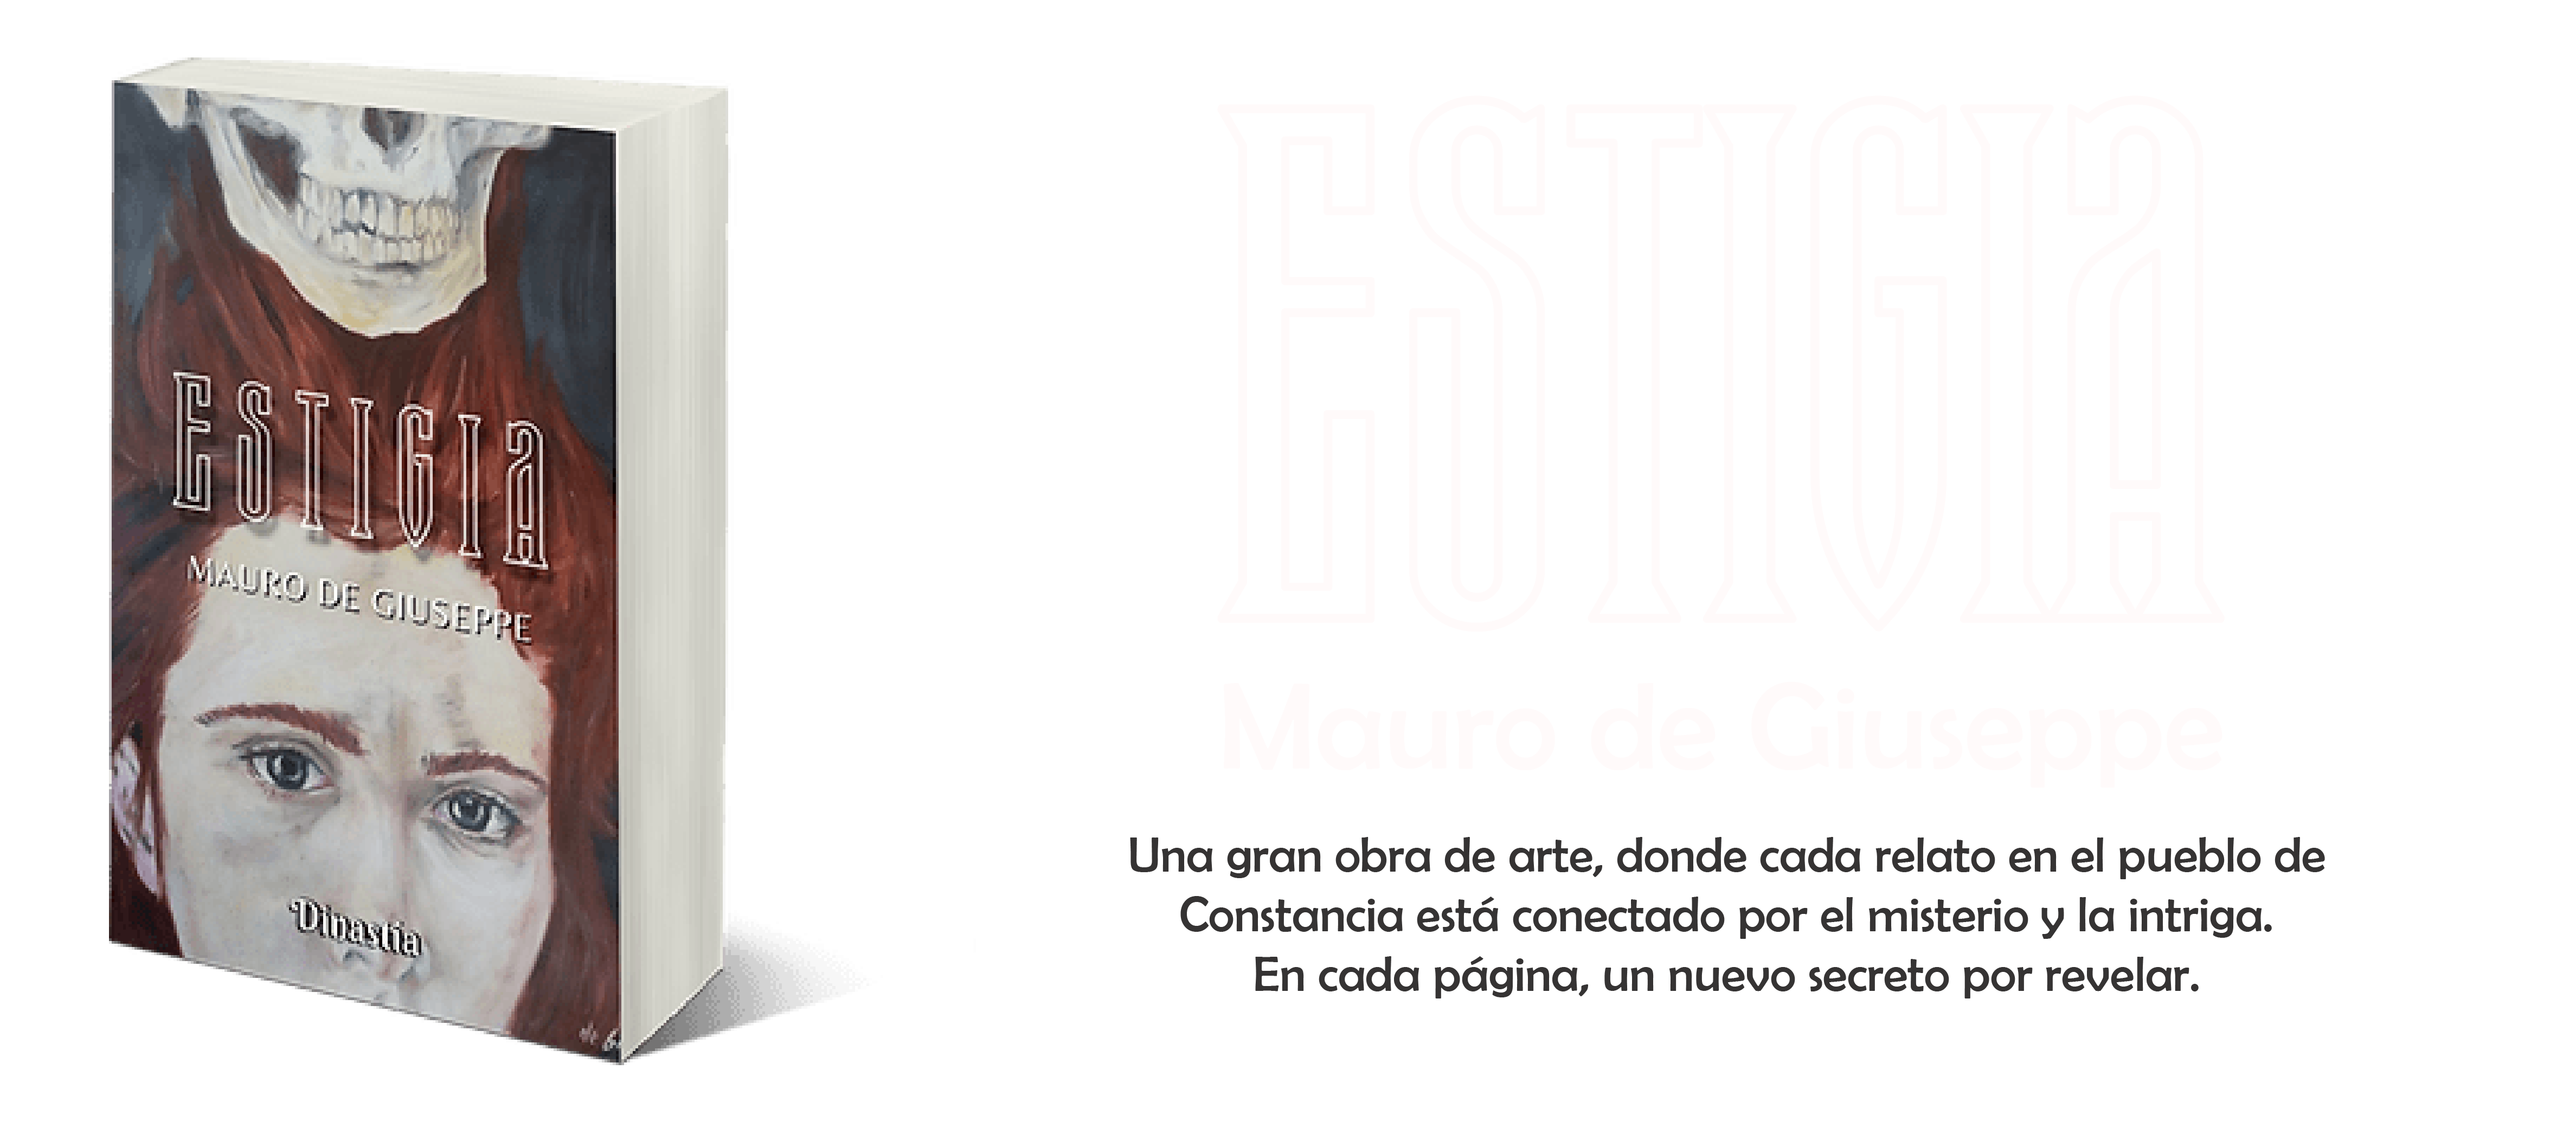 ESTIGIA
MAURO DE GIUSEPPE
Dinastía
de
ESTIGIA
Mauro de Giuseppe
Una gran obra de arte, donde cada relato en el pueblo de
Constancia está conectado por el misterio y la intriga.
En cada página, un nuevo secreto por revelar.